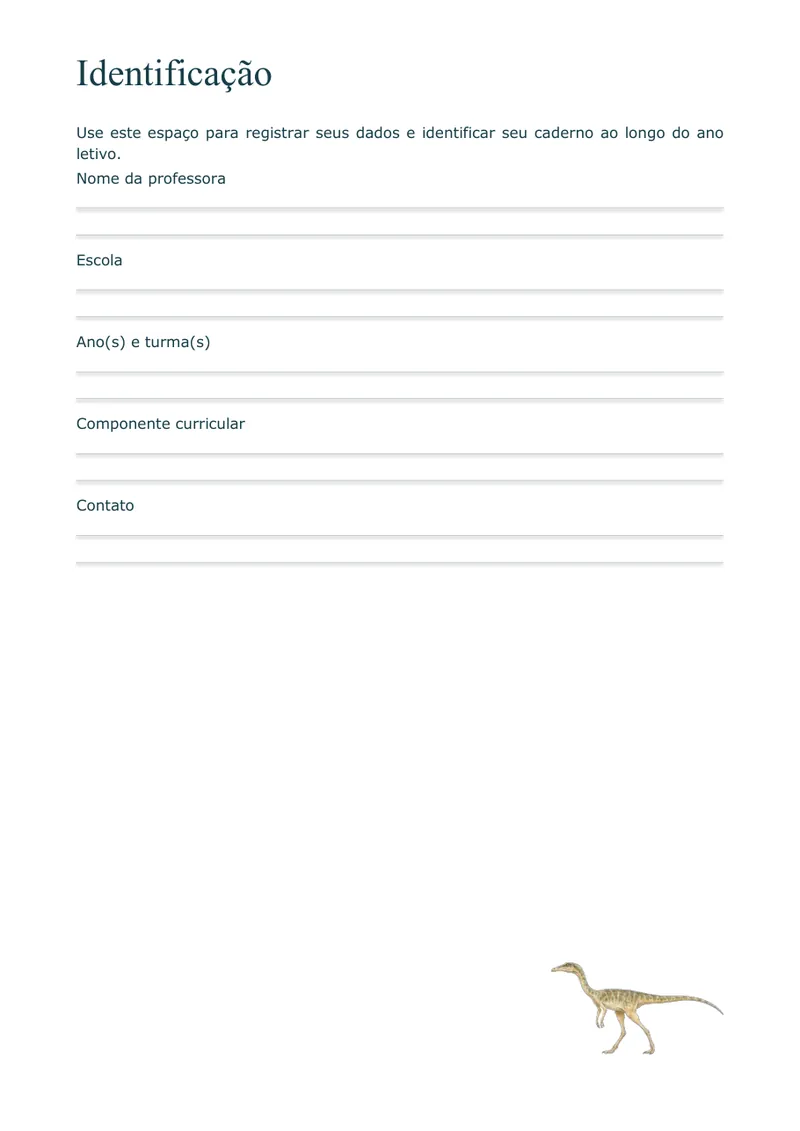 Identificação
Use este espaço para registrar seus dados e identificar seu caderno ao longo do ano
letivo.
Nome da professora
Escola
Ano(s) e turma(s)
Componente curricular
Contato